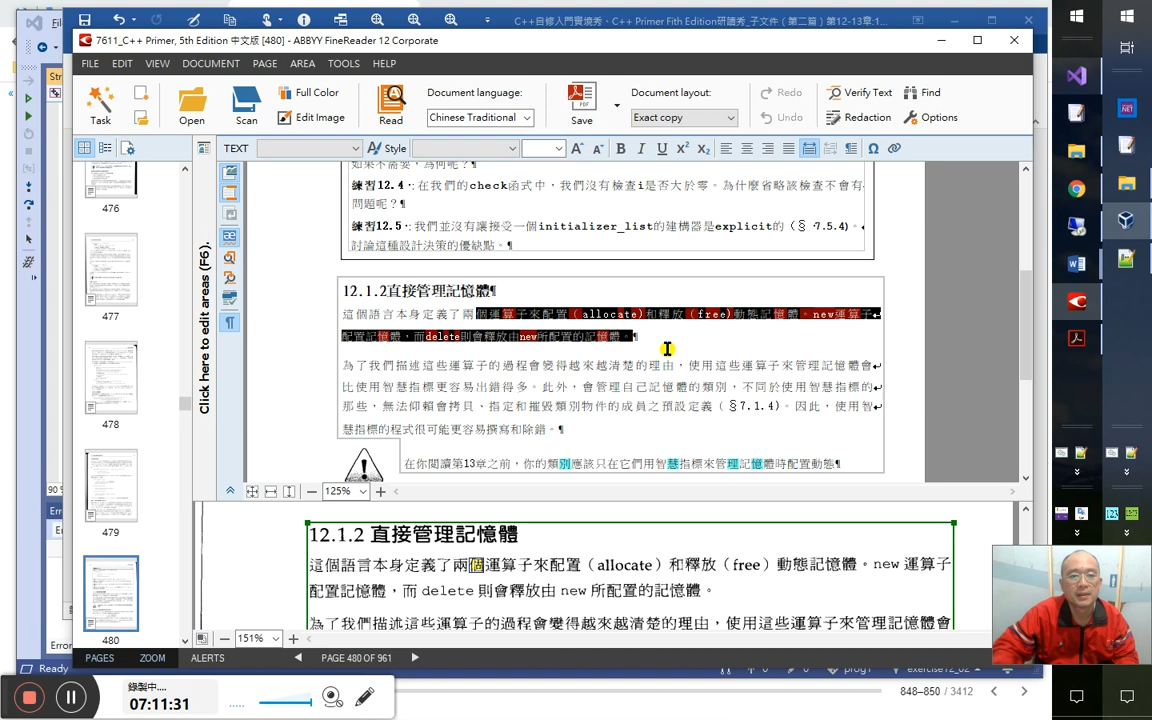 C++自修入門實境秀、C++ Primer Fith Edition研讀秀_子文件（第二篇）第12-13章:1...
7611_C++ Primer, 5th Edition 中文版 [480] - ABBYY FineReader 12 Corporate
FILE EDIT VIEW DOCUMENT PAGE AREA TOOLS HELP
Task Open Scan Full Color Edit Image Read Document language: Chinese Traditional Save Document layout: Exact copy Redo Undo Verify Text Redaction Find Options
TEXT Style B I U X² X₂
476
477
478
479
480
Click here to edit areas (F6).
如果不需要，為何呢？¶
練習12.4·:在我們的check函式中，我們沒有檢查i是否大於零。為什麼省略該檢查不會有
問題呢？¶
練習12.5·:我們並沒有讓接受一個initializer_list的建構器是explicit的（§ 7.5.4）。
討論這種設計決策的優缺點。¶
12.1.2直接管理記憶體¶
這個語言本身定義了兩個運算子來配置（allocate)和釋放（free)動態記憶體。new運算子
配置記憶體，而delete則會釋放由new所配置的記憶體。¶
為了我們描述這些運算子的過程會變得越來越清楚的理由，使用這些運算子來管理記憶體會
比使用智慧指標更容易出錯得多。此外，會管理自己記憶體的類別，不同於使用智慧指標的
那些，無法仰賴會拷貝、指定和摧毀類別物件的成員之預設定義（§7.1.4)。因此，使用智
慧指標的程式很可能更容易撰寫和除錯。¶
在你閱讀第13章之前，你的類別應該只在它們用智慧指標來管理記憶體時配置動態¶
125%
12.1.2 直接管理記憶體
這個語言本身定義了兩個運算子來配置（allocate）和釋放（free）動態記憶體。new 運算子
配置記憶體，而 delete 則會釋放由 new 所配置的記憶體。
為了我們描述這些運算子的過程會變得越來越清楚的理由，使用這些運算子來管理記憶體會
151%
PAGES ZOOM ALERTS PAGE 480 OF 961
Ready
錄製中....
07:11:31
848–850 / 3412